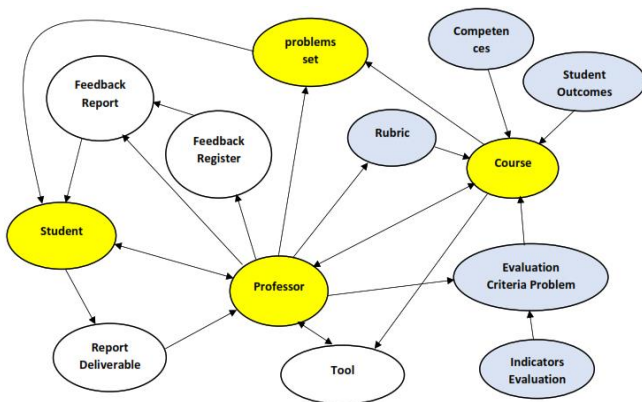 problems
set
Competen
ces
Student
Outcomes
Feedback
Report
Feedback
Register
Rubric
Course
Student
Professor
Evaluation
Criteria Problem
Report
Deliverable
Tool
Indicators
Evaluation